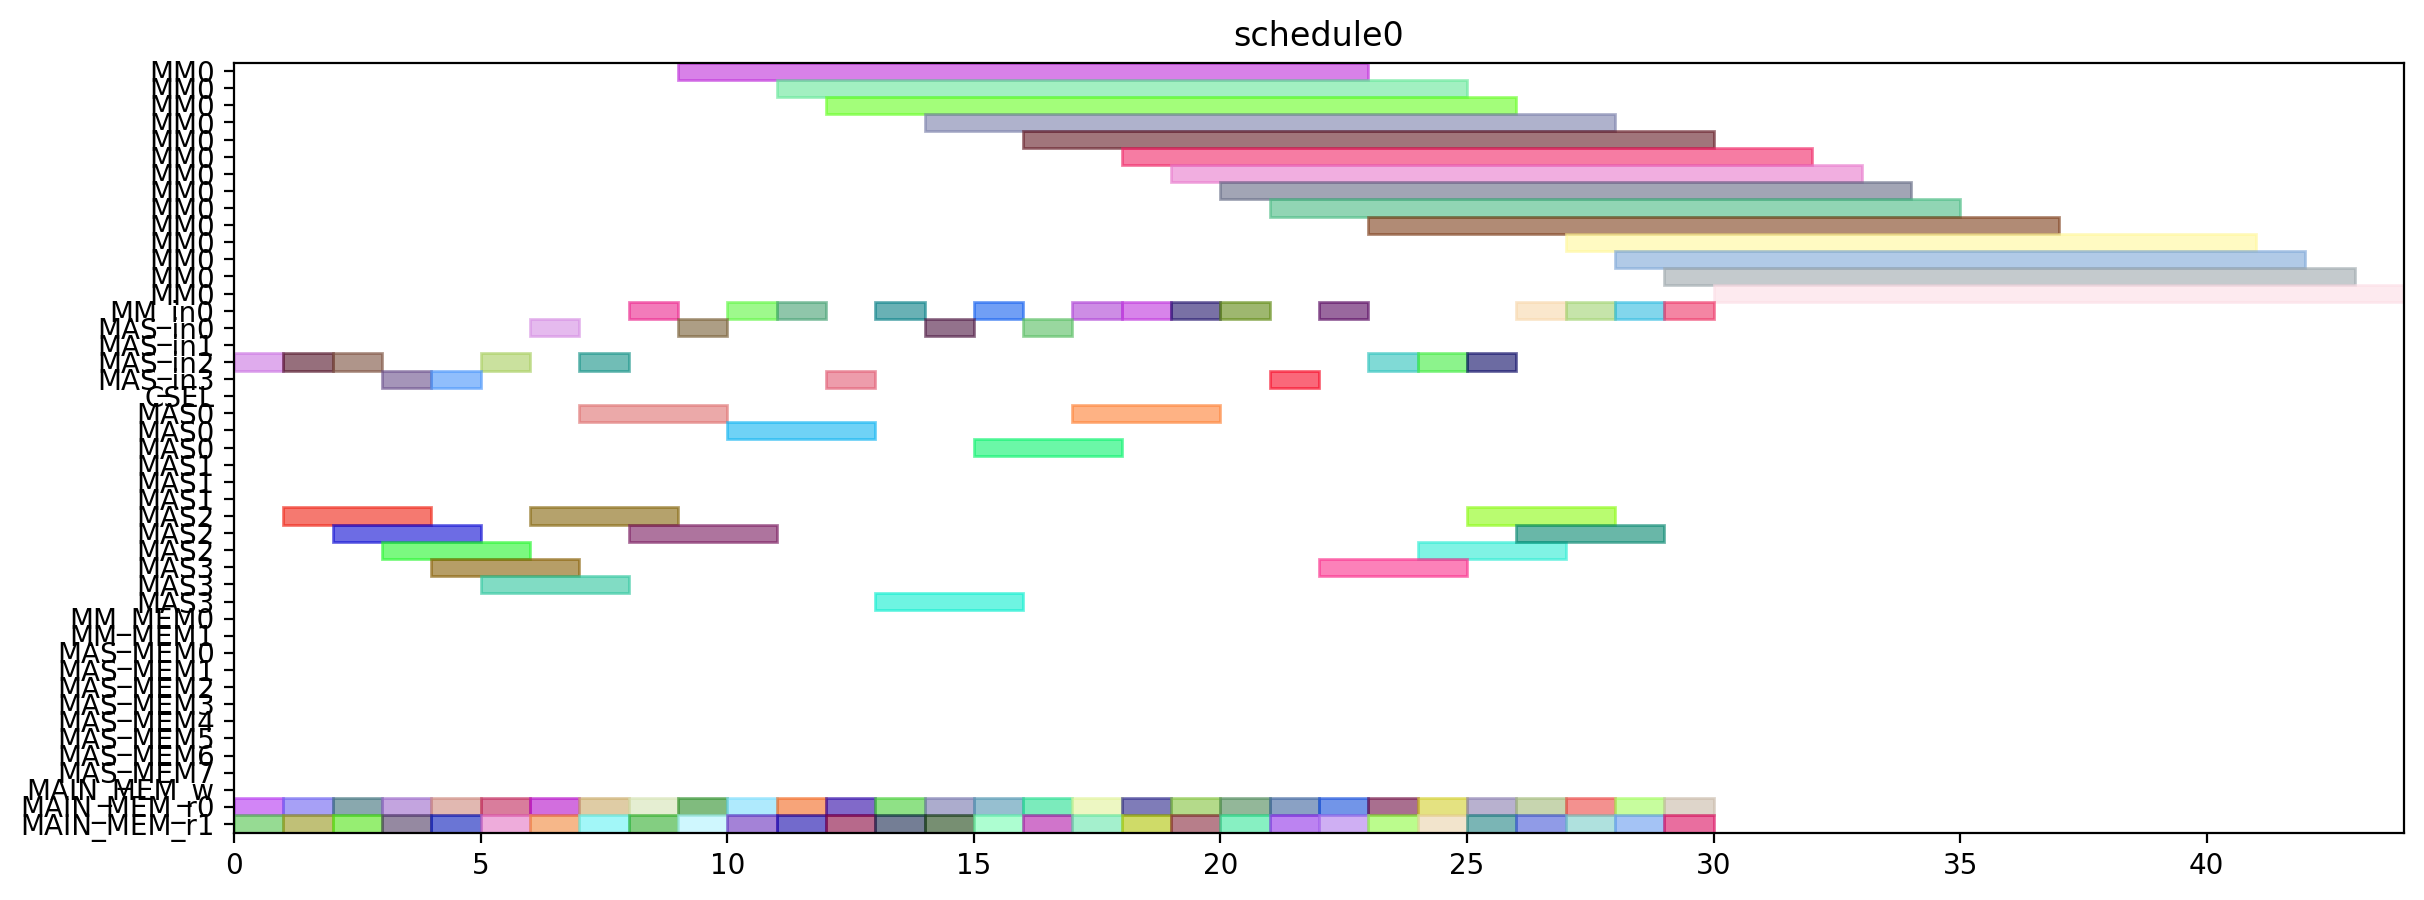 schedule0
MM0
MM0
MM0
MM0
MM0
MM0
MM0
MM0
MM0
MM0
MM0
MM0
MM0
MM0
MM_in0
MAS_in0
MAS_in1
MAS_in2
MAS_in3
CSEL
MAS0
MAS0
MAS0
MAS1
MAS1
MAS1
MAS2
MAS2
MAS2
MAS3
MAS3
MAS3
MM_MEM0
MM_MEM1
MAS_MEM0
MAS_MEM1
MAS_MEM2
MAS_MEM3
MAS_MEM4
MAS_MEM5
MAS_MEM6
MAS_MEM7
MAIN_MEM_w
MAIN_MEM_r0
MAIN_MEM_r1
0 5 10 15 20 25 30 35 40